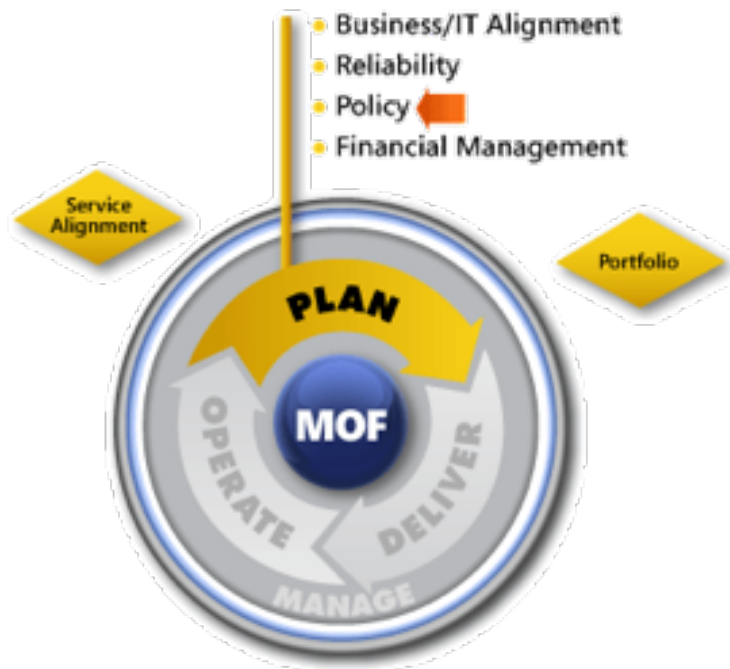 Business/IT Alignment
Reliability
Policy
Financial Management
Service
Alignment
Portfolio
PLAN
MOF
OPERATE
DELIVER
MANAGE